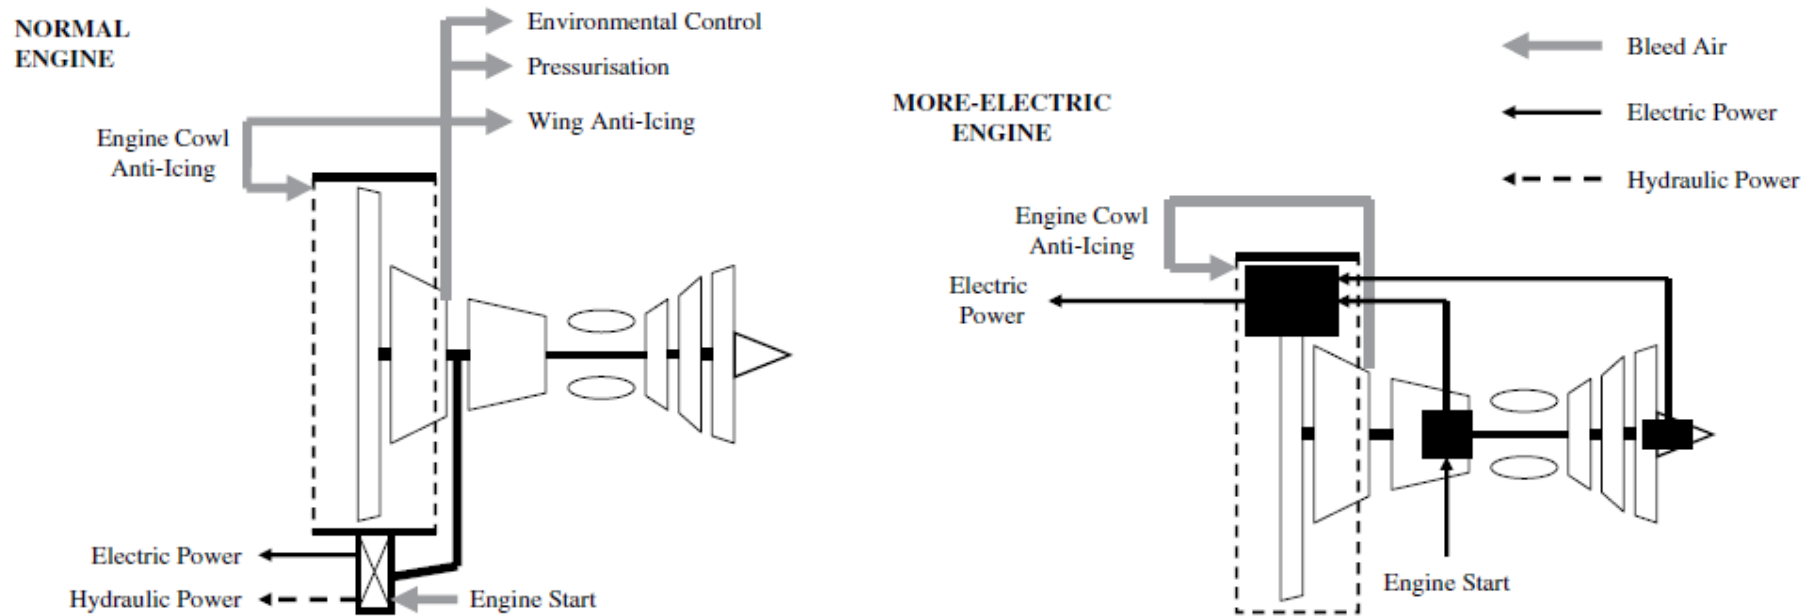 NORMAL
ENGINE
Environmental Control
Pressurisation
Wing Anti-Icing
Engine Cowl
Anti-Icing
Electric Power
Hydraulic Power
Engine Start
MORE-ELECTRIC
ENGINE
Bleed Air
Electric Power
Hydraulic Power
Engine Cowl
Anti-Icing
Electric
Power
Engine Start